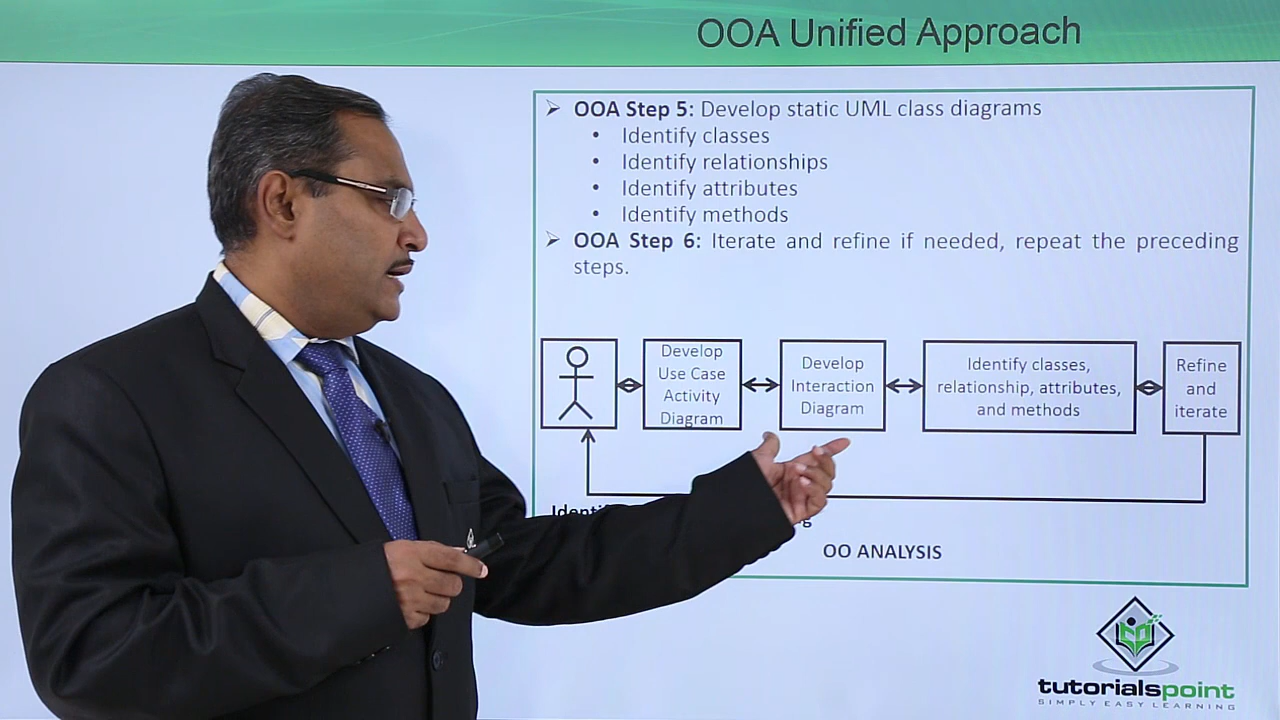 OOA Unified Approach
➢ OOA Step 5: Develop static UML class diagrams
• Identify classes
• Identify relationships
• Identify attributes
• Identify methods
➢ OOA Step 6: Iterate and refine if needed, repeat the preceding
steps.
Develop
Use Case
Activity
Diagram
Develop
Interaction
Diagram
Identify classes,
relationship, attributes,
and methods
Refine
and
iterate
OO ANALYSIS
tutorialspoint
SIMPLY EASY LEARNING